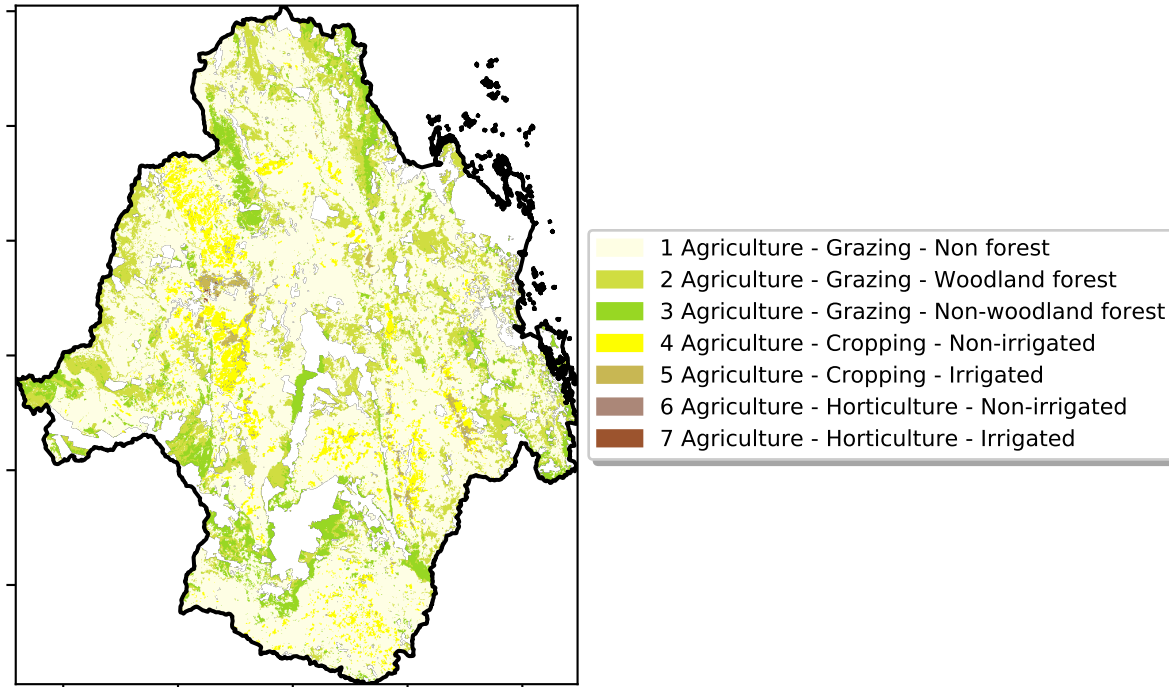 1 Agriculture - Grazing - Non forest
2 Agriculture - Grazing - Woodland forest
3 Agriculture - Grazing - Non-woodland forest
4 Agriculture - Cropping - Non-irrigated
5 Agriculture - Cropping - Irrigated
6 Agriculture - Horticulture - Non-irrigated
7 Agriculture - Horticulture - Irrigated